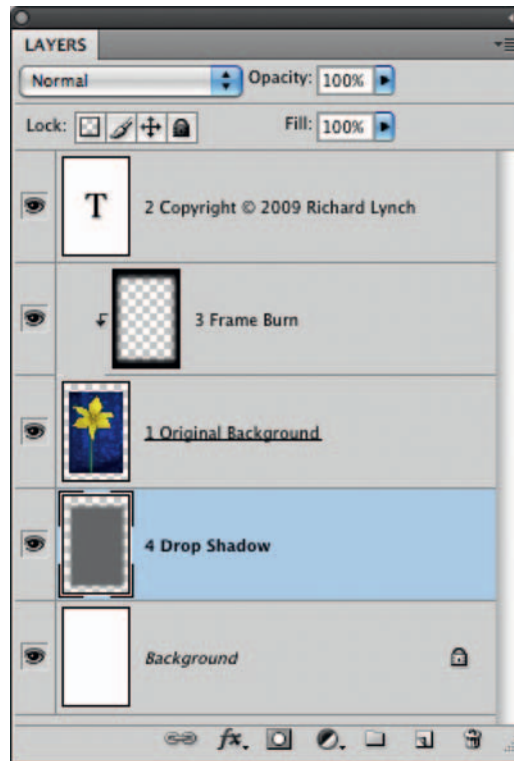 LAYERS
Normal Opacity: 100%
Lock: Fill: 100%
T 2 Copyright © 2009 Richard Lynch
3 Frame Burn
1 Original Background
4 Drop Shadow
Background
fx.